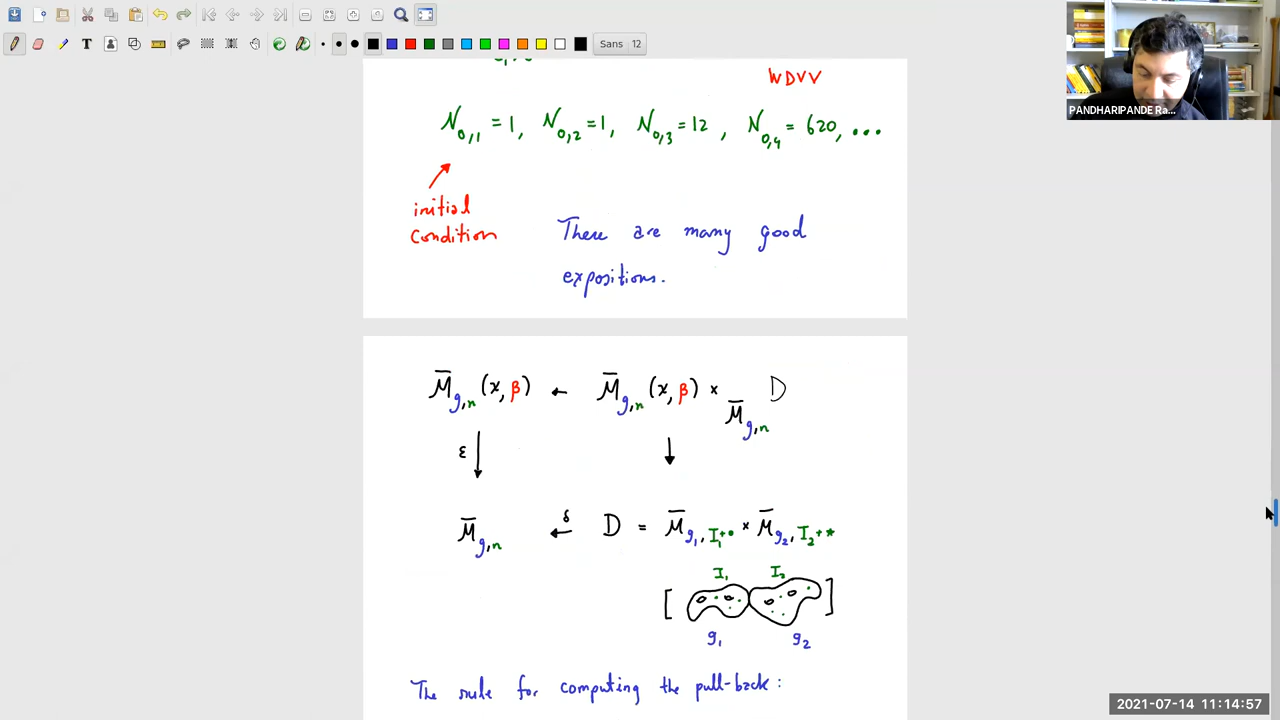 T
Sans 12
PANDHARIPANDE Ra...
WDVV
N_{0,1} = 1, N_{0,2} = 1, N_{0,3} = 12, N_{0,4} = 620, ...
initial
condition
There are many good
expositions.
M̄_{g,n}(X, β) ← M̄_{g,n}(X, β) ×_{M̄_{g,n}} D
ε ↓ ↓
M̄_{g,n} ←δ D = M̄_{g₁, I₁+•} × M̄_{g₂, I₂+*}
I₁ I₂
[ ]
g₁ g₂
The rule for computing the pull-back:
2021-07-14 11:14:57